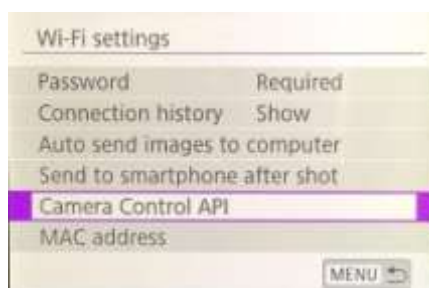 Wi-Fi settings
Password Required
Connection history Show
Auto send images to computer
Send to smartphone after shot
Camera Control API
MAC address
MENU